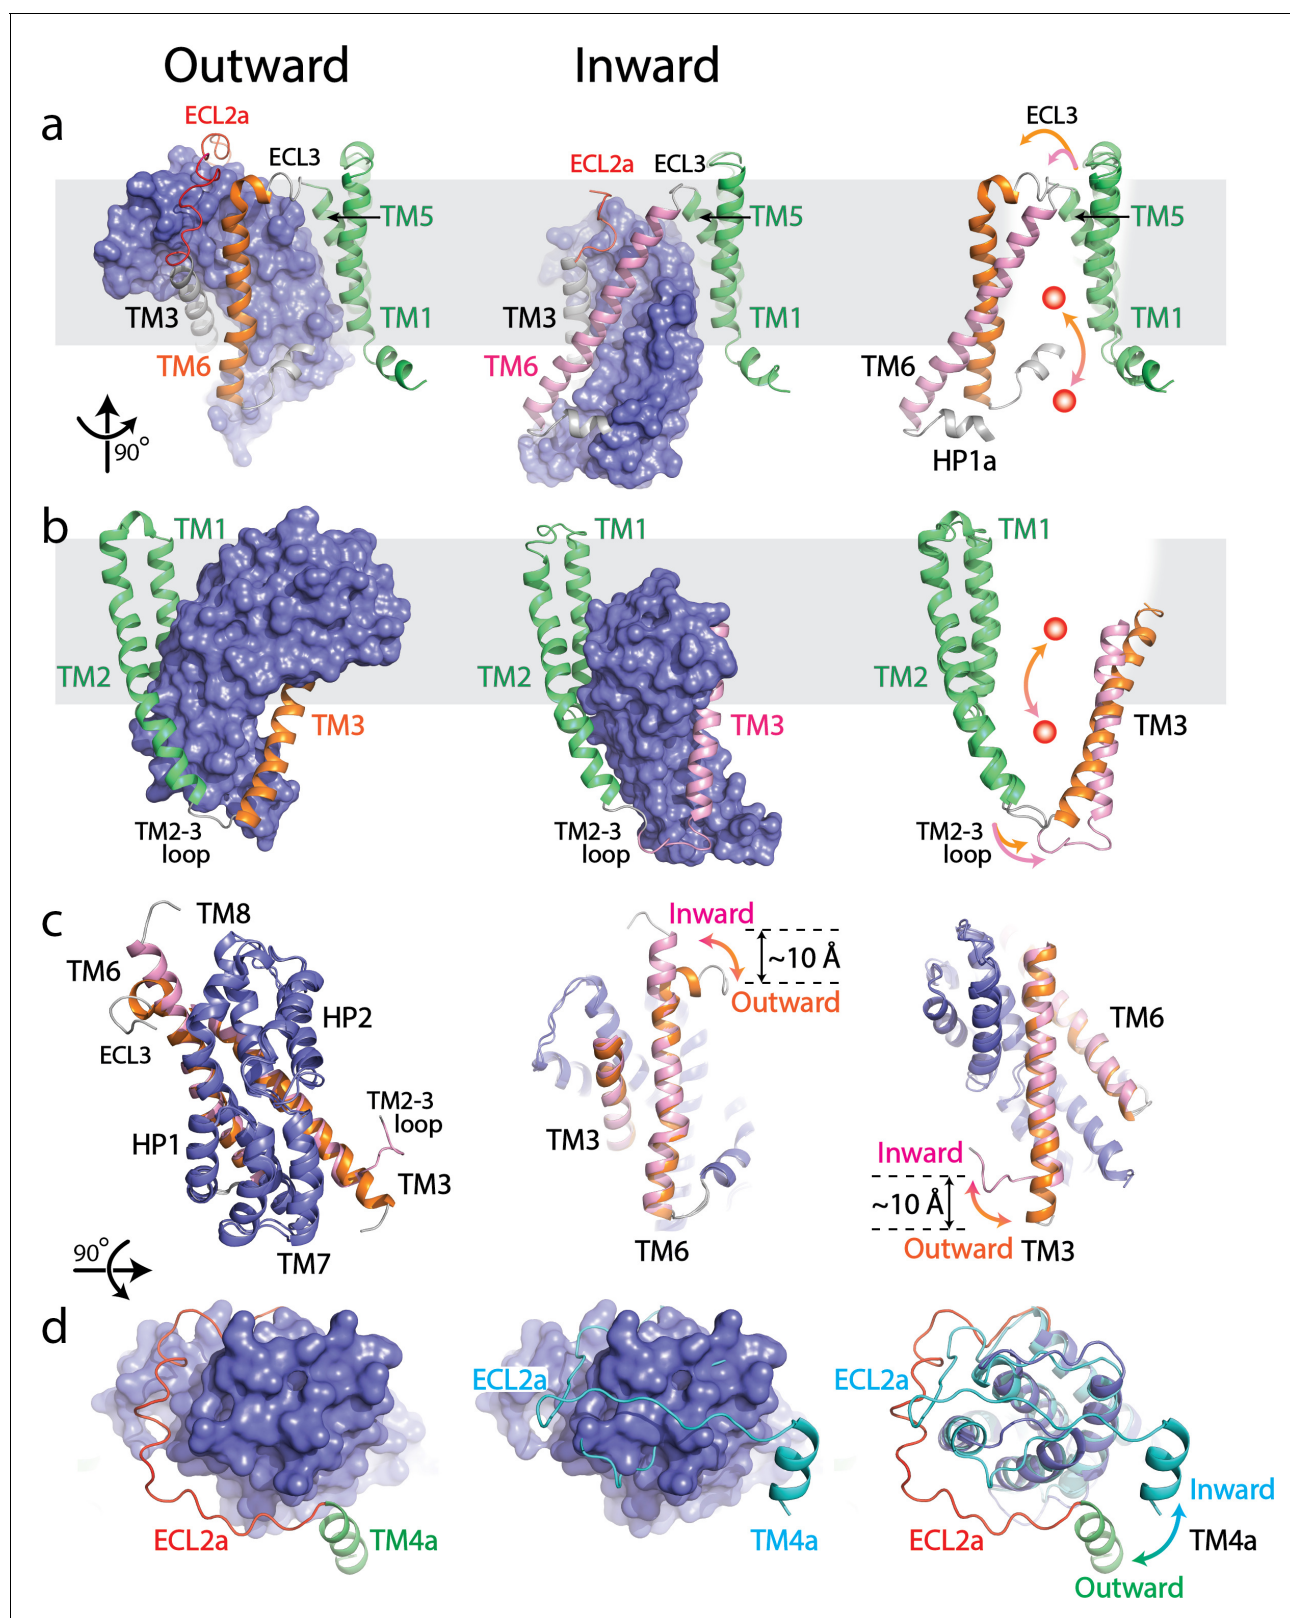 Outward
Inward
a
ECL2a
ECL3
TM5
TM3
TM1
TM6
90°
ECL2a
ECL3
TM5
TM3
TM1
TM6
ECL3
TM5
TM1
TM6
HP1a
b
TM1
TM2
TM3
TM2-3
loop
TM1
TM2
TM3
TM2-3
loop
TM1
TM2
TM3
TM2-3
loop
c
TM8
TM6
HP2
ECL3
TM2-3
loop
HP1
TM3
TM7
90°
Inward
~10 Å
Outward
TM3
TM6
TM6
Inward
~10 Å
Outward
TM3
d
ECL2a
TM4a
ECL2a
TM4a
ECL2a
Inward
ECL2a
TM4a
Outward